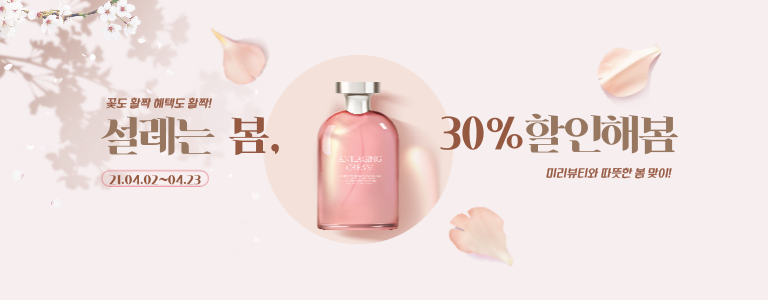 꽃도 활짝 혜택도 활짝!
설레는 봄,
21.04.02~04.23
30%할인해봄
미리뷰티와 따뜻한 봄 맞이!